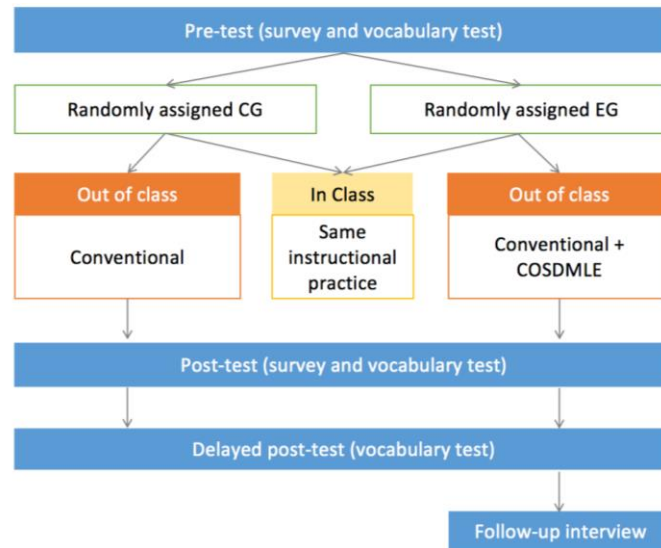 Pre-test (survey and vocabulary test)
Randomly assigned CG
Randomly assigned EG
Out of class
In Class
Out of class
Conventional
Same
instructional
practice
Conventional +
COSDMLE
Post-test (survey and vocabulary test)
Delayed post-test (vocabulary test)
Follow-up interview